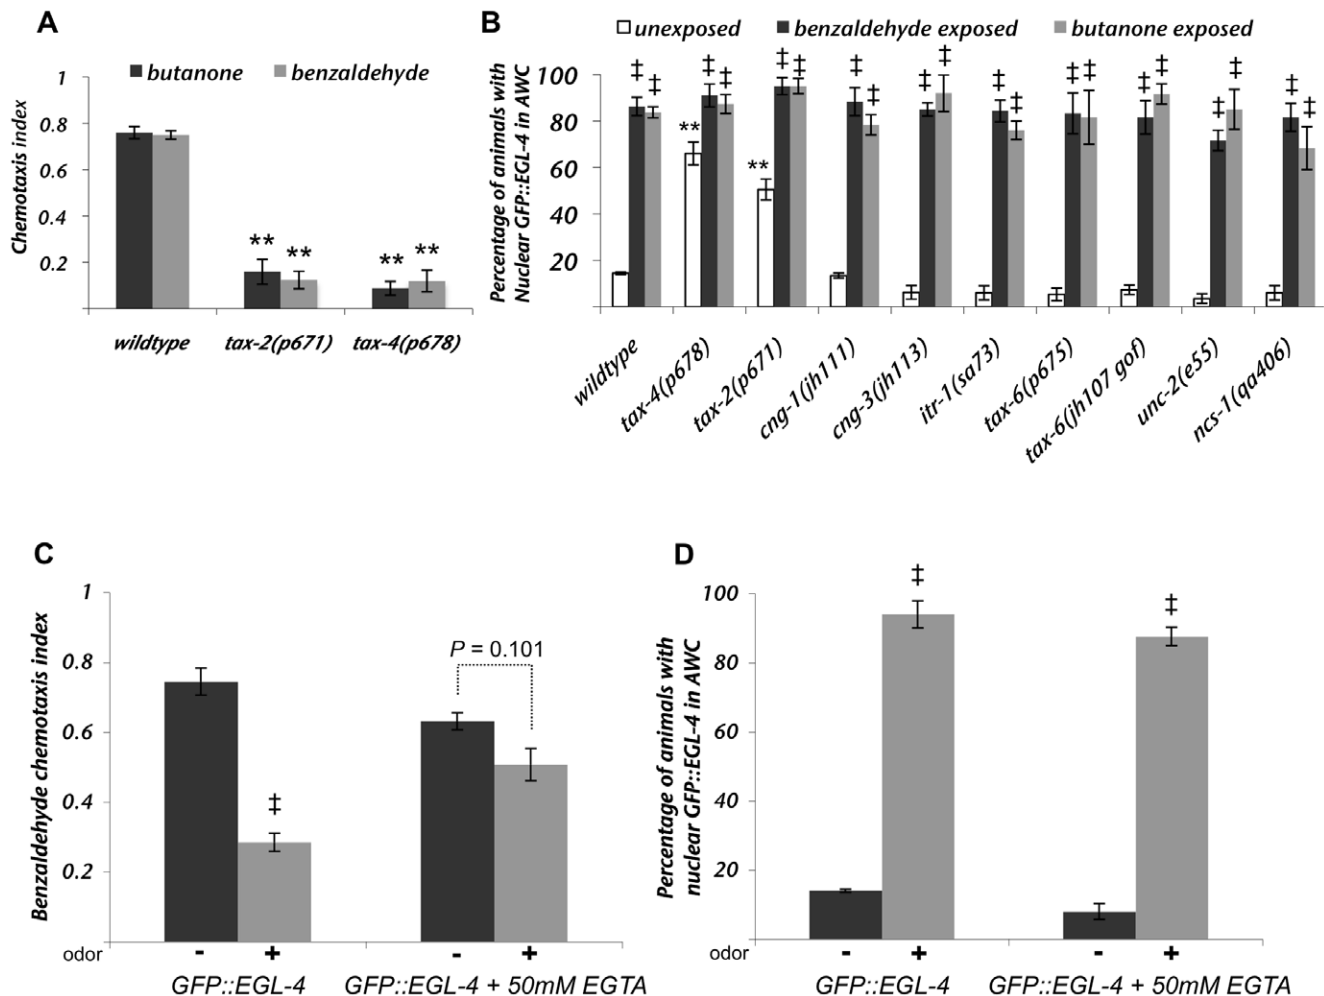 A
butanone benzaldehyde
Chemotaxis index
1
0.8
0.6
0.4
0.2
** ** ** **
wildtype tax-2(p671) tax-4(p678)
B
unexposed benzaldehyde exposed butanone exposed
Percentage of animals with
Nuclear GFP::EGL-4 in AWC
100
80
60
40
20
‡ ‡ ‡ ‡ ‡ ‡ ‡ ‡ ‡ ‡ ‡ ‡ ‡ ‡ ‡ ‡ ‡ ‡ ‡ ‡
** **
wildtype
tax-4(p678)
tax-2(p671)
cng-1(jh111)
cng-3(jh113)
itr-1(sa73)
tax-6(p675)
tax-6(jh107 gof)
unc-2(e55)
ncs-1(qa406)
C
Benzaldehyde chemotaxis index
1
0.8
0.6
0.4
0.2
‡
P = 0.101
odor - + - +
GFP::EGL-4 GFP::EGL-4 + 50mM EGTA
D
Percentage of animals with
nuclear GFP::EGL-4 in AWC
100
80
60
40
20
‡ ‡
odor - + - +
GFP::EGL-4 GFP::EGL-4 + 50mM EGTA